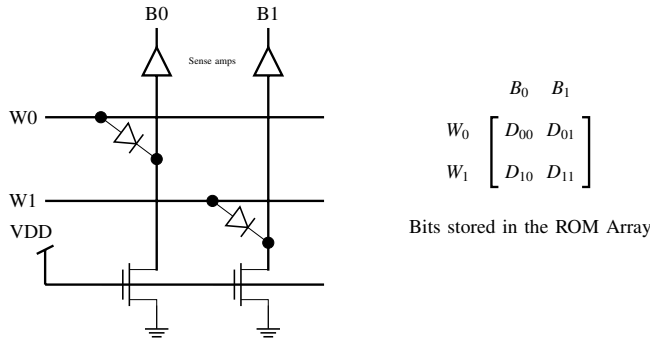 B0 B1
Sense amps
W0
W1
VDD
B₀ B₁
W₀ D₀₀ D₀₁
W₁ D₁₀ D₁₁
Bits stored in the ROM Array